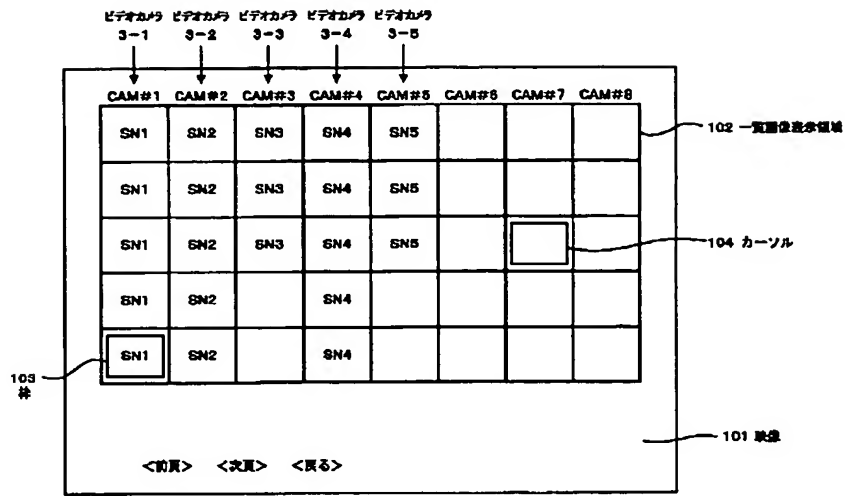 ビデオカメラ ビデオカメラ ビデオカメラ ビデオカメラ ビデオカメラ
3-1 3-2 3-3 3-4 3-5
CAM#1 CAM#2 CAM#3 CAM#4 CAM#5 CAM#6 CAM#7 CAM#8
SN1 SN2 SN3 SN4 SN5
102 一覧画像表示領域
SN1 SN2 SN3 SN4 SN5
SN1 SN2 SN3 SN4 SN5
104 カーソル
SN1 SN2 SN4
SN1 SN2 SN4
103
枠
101 映像
<前頁> <次頁> <戻る>